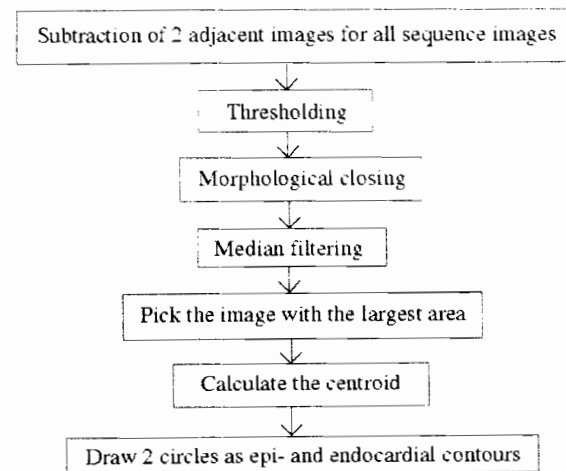 Subtraction of 2 adjacent images for all sequence images
Thresholding
Morphological closing
Median filtering
Pick the image with the largest area
Calculate the centroid
Draw 2 circles as epi- and endocardial contours